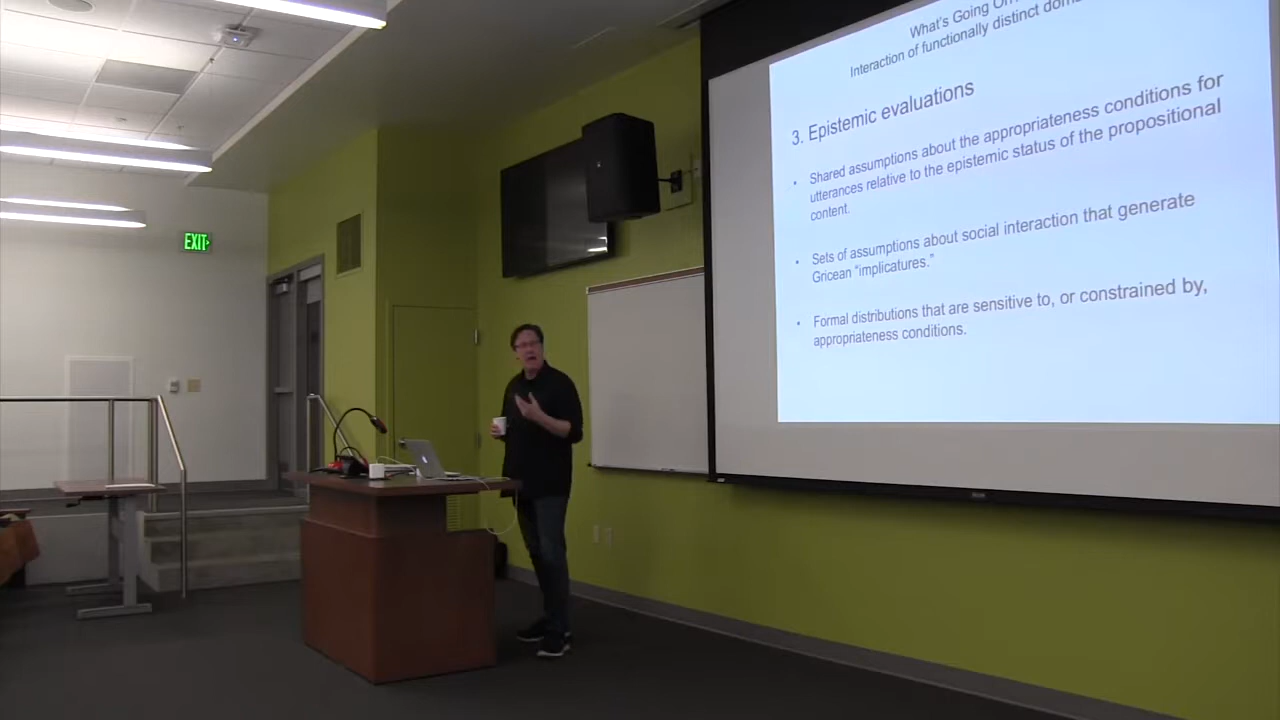 What's Going On
Interaction of functionally distinct
3. Epistemic evaluations
• Shared assumptions about the appropriateness conditions for
utterances relative to the epistemic status of the propositional
content.
• Sets of assumptions about social interaction that generate
Gricean “implicatures.”
• Formal distributions that are sensitive to, or constrained by,
appropriateness conditions.
EXIT